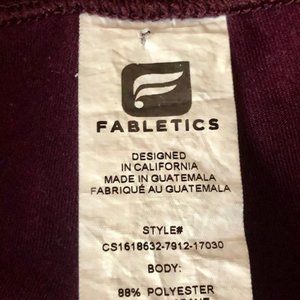 FABLETICS
DESIGNED
IN CALIFORNIA
MADE IN GUATEMALA
FABRIQUÉ AU GUATEMALA
STYLE#
CS1618632-7912-17030
BODY:
88% POLYESTER